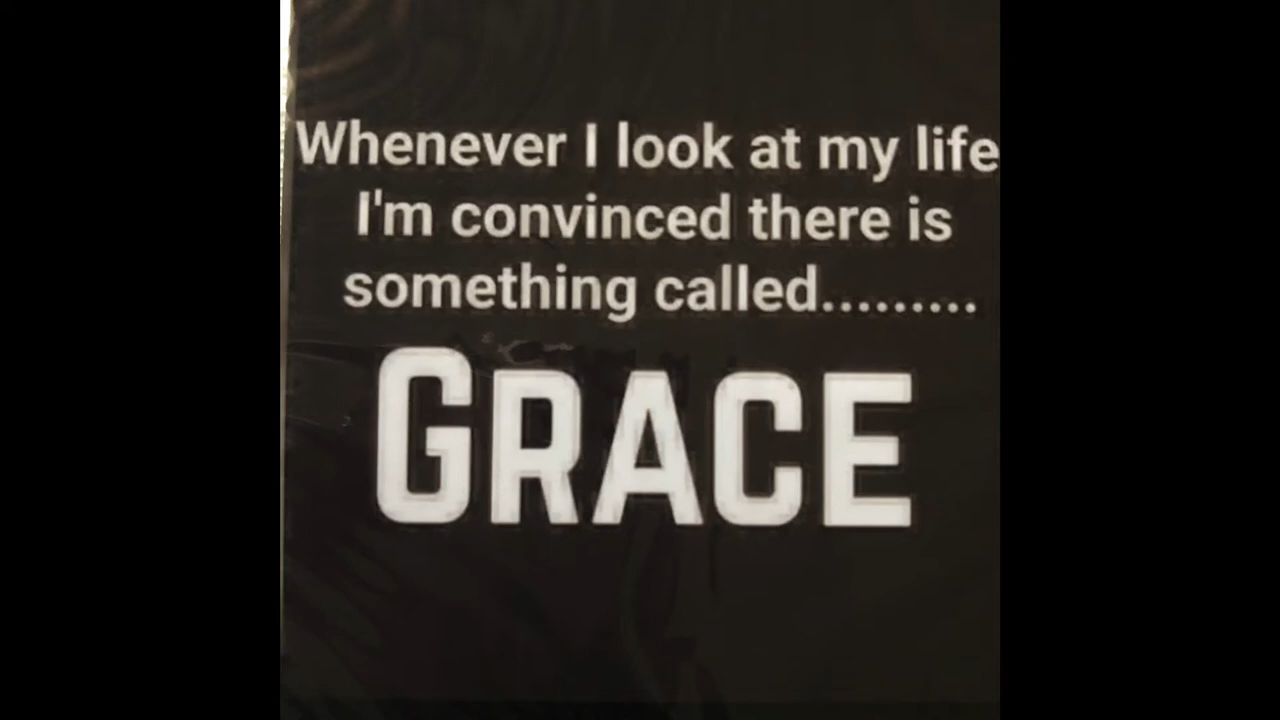 Whenever I look at my life
I'm convinced there is
something called.........
GRACE